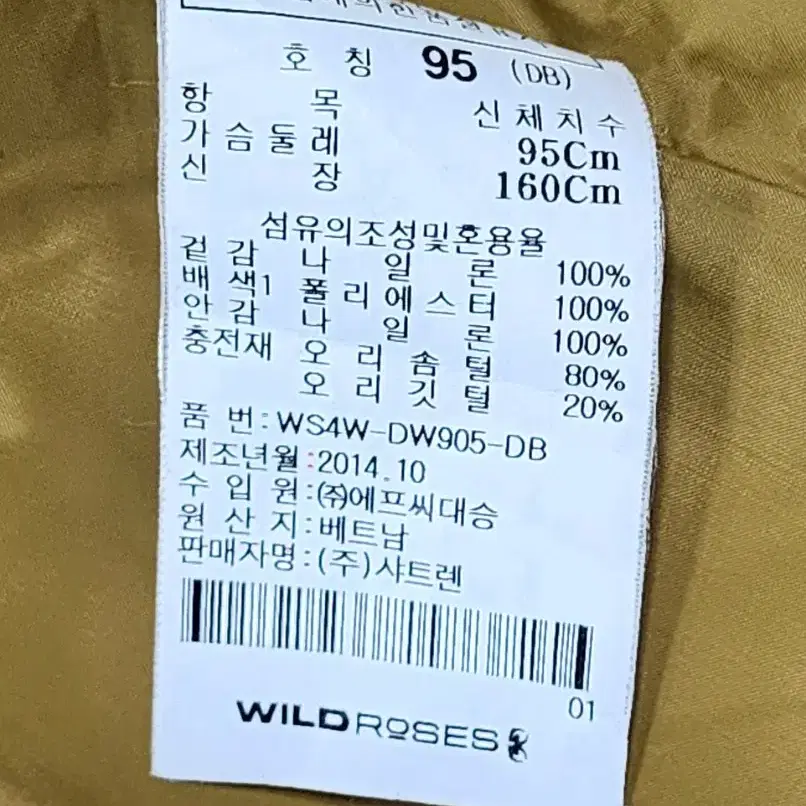 호 칭 95 (DB)
항 목 신 체 치 수
가 슴 둘 레 95Cm
신 장 160Cm
섬유의조성및혼용율
겉 감 나 일 론 100%
배 색1 폴 리 에 스 터 100%
안 감 나 일 론 100%
충전재 오 리 솜 털 80%
오 리 깃 털 20%
품 번:WS4W-DW905-DB
제조년월:2014.10
수 입 원:㈜에프씨대승
원 산 지:베트남
판매자명:(주)샤트렌
01
WILDROSES